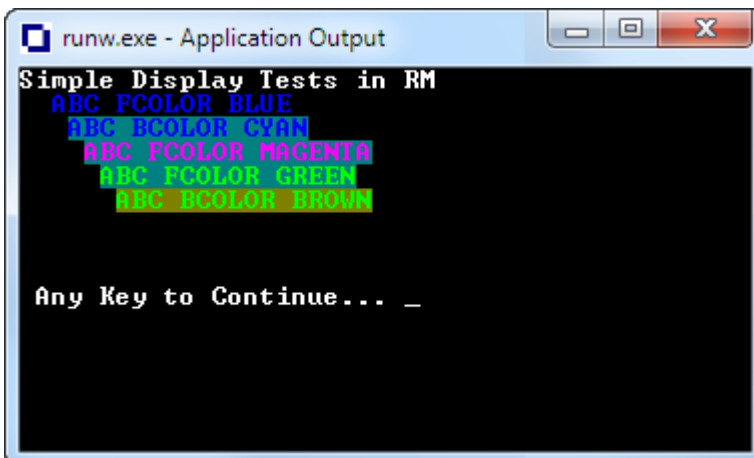 runw.exe - Application Output
Simple Display Tests in RM
ABC FCOLOR BLUE
ABC BCOLOR CYAN
ABC FCOLOR MAGENTA
ABC FCOLOR GREEN
ABC BCOLOR BROWN
Any Key to Continue... _